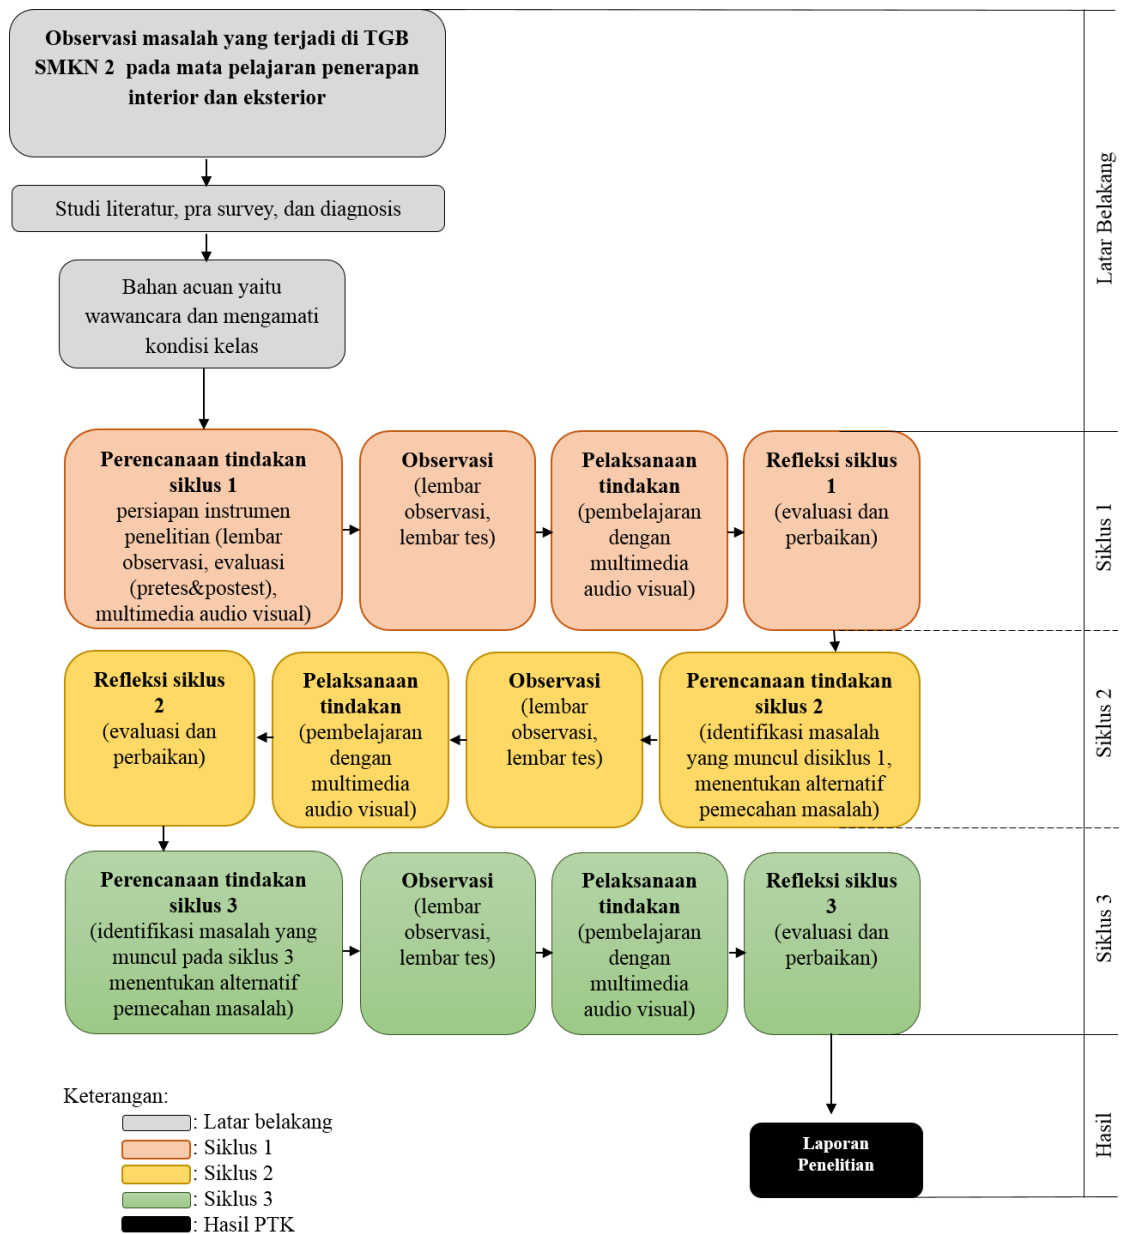 Observasi masalah yang terjadi di TGB
SMKN 2 pada mata pelajaran penerapan
interior dan eksterior
Studi literatur, pra survey, dan diagnosis
Bahan acuan yaitu
wawancara dan mengamati
kondisi kelas
Latar Belakang
Perencanaan tindakan
siklus 1
persiapan instrumen
penelitian (lembar
observasi, evaluasi
(pretes&postest),
multimedia audio visual)
Observasi
(lembar
observasi,
lembar tes)
Pelaksanaan
tindakan
(pembelajaran
dengan
multimedia
audio visual)
Refleksi siklus
1
(evaluasi dan
perbaikan)
Siklus 1
Refleksi siklus
2
(evaluasi dan
perbaikan)
Pelaksanaan
tindakan
(pembelajaran
dengan
multimedia
audio visual)
Observasi
(lembar
observasi,
lembar tes)
Perencanaan tindakan
siklus 2
(identifikasi masalah
yang muncul disiklus 1,
menentukan alternatif
pemecahan masalah)
Siklus 2
Perencanaan tindakan
siklus 3
(identifikasi masalah yang
muncul pada siklus 3
menentukan alternatif
pemecahan masalah)
Observasi
(lembar
observasi,
lembar tes)
Pelaksanaan
tindakan
(pembelajaran
dengan
multimedia
audio visual)
Refleksi siklus
3
(evaluasi dan
perbaikan)
Siklus 3
Keterangan:
: Latar belakang
: Siklus 1
: Siklus 2
: Siklus 3
: Hasil PTK
Laporan
Penelitian
Hasil